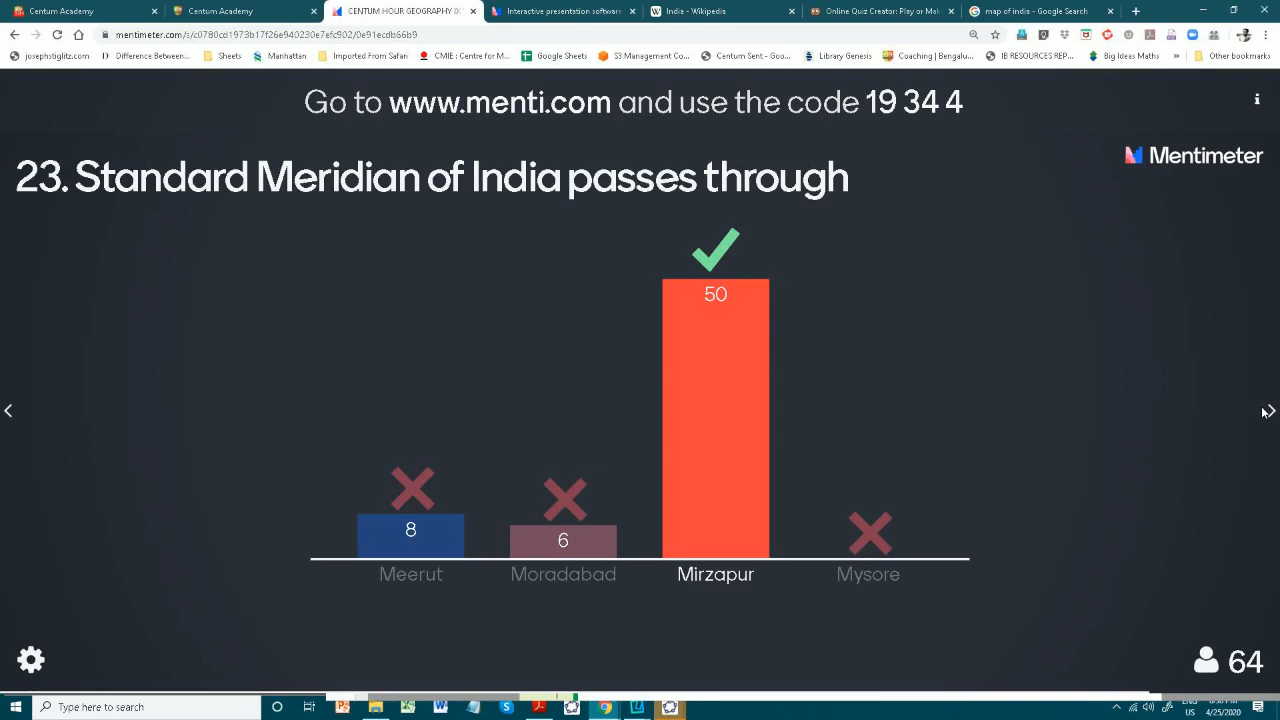 Centum Academy
Centum Academy
CENTUM HOUR GEOGRAPHY
Interactive presentation software
India - Wikipedia
Online Quiz Creator: Play or Mak
map of india - Google Search
josephstiglitz.com
Difference Between...
Sheets
Manhattan
Imported From Safari
CMIE : Centre for M...
Google Sheets
S3 Management Co...
Centum Sent - Goo...
Library Genesis
Coaching | Bengalu...
IB RESOURCES REP...
Big Ideas Maths
Other bookmarks
Go to www.menti.com and use the code 19 34 4
Mentimeter
23. Standard Meridian of India passes through
50
8
6
Meerut
Moradabad
Mirzapur
Mysore
64
Type here to search
ENG
US
4/25/2020